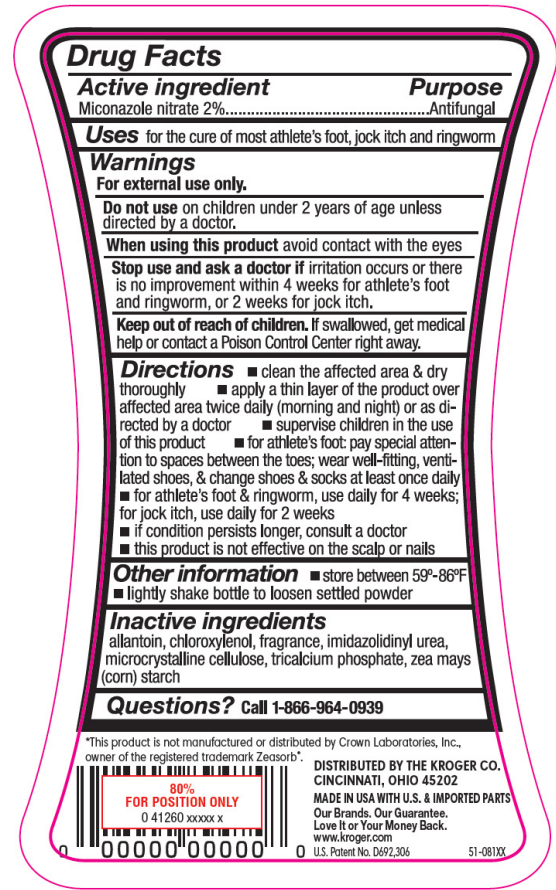 Drug Facts
Active ingredient Purpose
Miconazole nitrate 2%................................................Antifungal
Uses for the cure of most athlete's foot, jock itch and ringworm
Warnings
For external use only.
Do not use on children under 2 years of age unless
directed by a doctor.
When using this product avoid contact with the eyes
Stop use and ask a doctor if irritation occurs or there
is no improvement within 4 weeks for athlete's foot
and ringworm, or 2 weeks for jock itch.
Keep out of reach of children. If swallowed, get medical
help or contact a Poison Control Center right away.
Directions ■ clean the affected area & dry
thoroughly ■ apply a thin layer of the product over
affected area twice daily (morning and night) or as di-
rected by a doctor ■ supervise children in the use
of this product ■ for athlete's foot: pay special atten-
tion to spaces between the toes; wear well-fitting, venti-
lated shoes, & change shoes & socks at least once daily
■ for athlete's foot & ringworm, use daily for 4 weeks;
for jock itch, use daily for 2 weeks
■ if condition persists longer, consult a doctor
■ this product is not effective on the scalp or nails
Other information ■ store between 59º-86ºF
■ lightly shake bottle to loosen settled powder
Inactive ingredients
allantoin, chloroxylenol, fragrance, imidazolidinyl urea,
microcrystalline cellulose, tricalcium phosphate, zea mays
(corn) starch
Questions? Call 1-866-964-0939
*This product is not manufactured or distributed by Crown Laboratories, Inc.,
owner of the registered trademark Zeasorb®.
80%
FOR POSITION ONLY
0 41260 xxxxx x
0 00000 00000 0
DISTRIBUTED BY THE KROGER CO.
CINCINNATI, OHIO 45202
MADE IN USA WITH U.S. & IMPORTED PARTS
Our Brands. Our Guarantee.
Love It or Your Money Back.
www.kroger.com
U.S. Patent No. D692,306 51-081XX